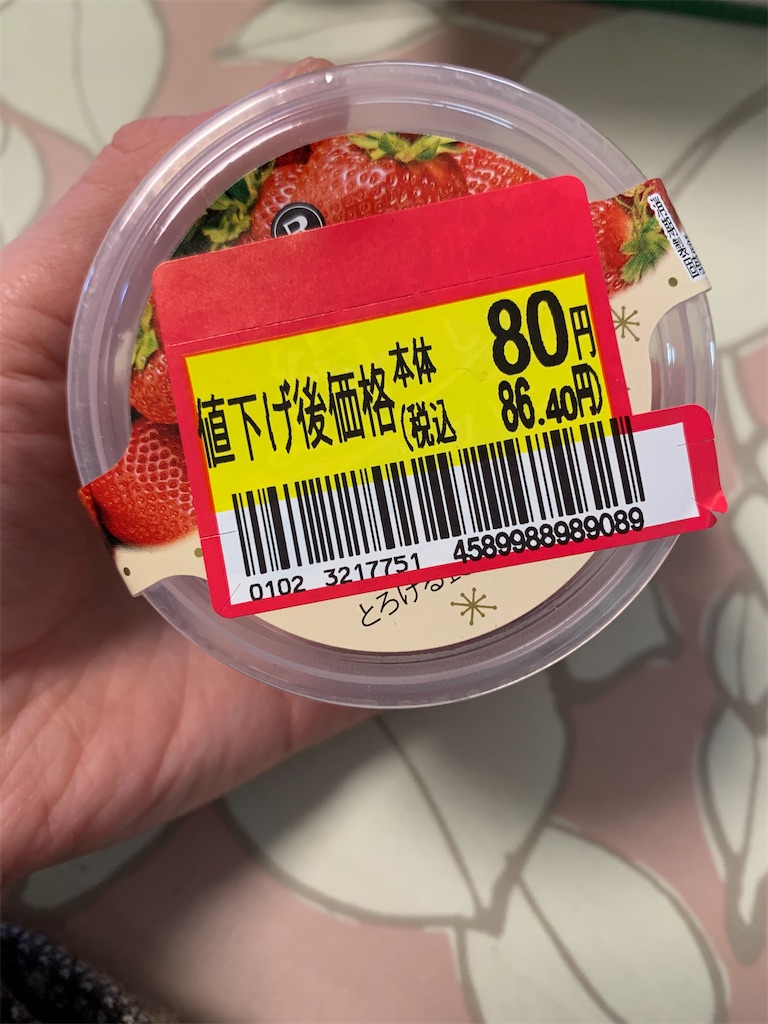 値下げ後価格 本体 80円
(税込 86.40円)
0102 3217751 4589988989089
とろける